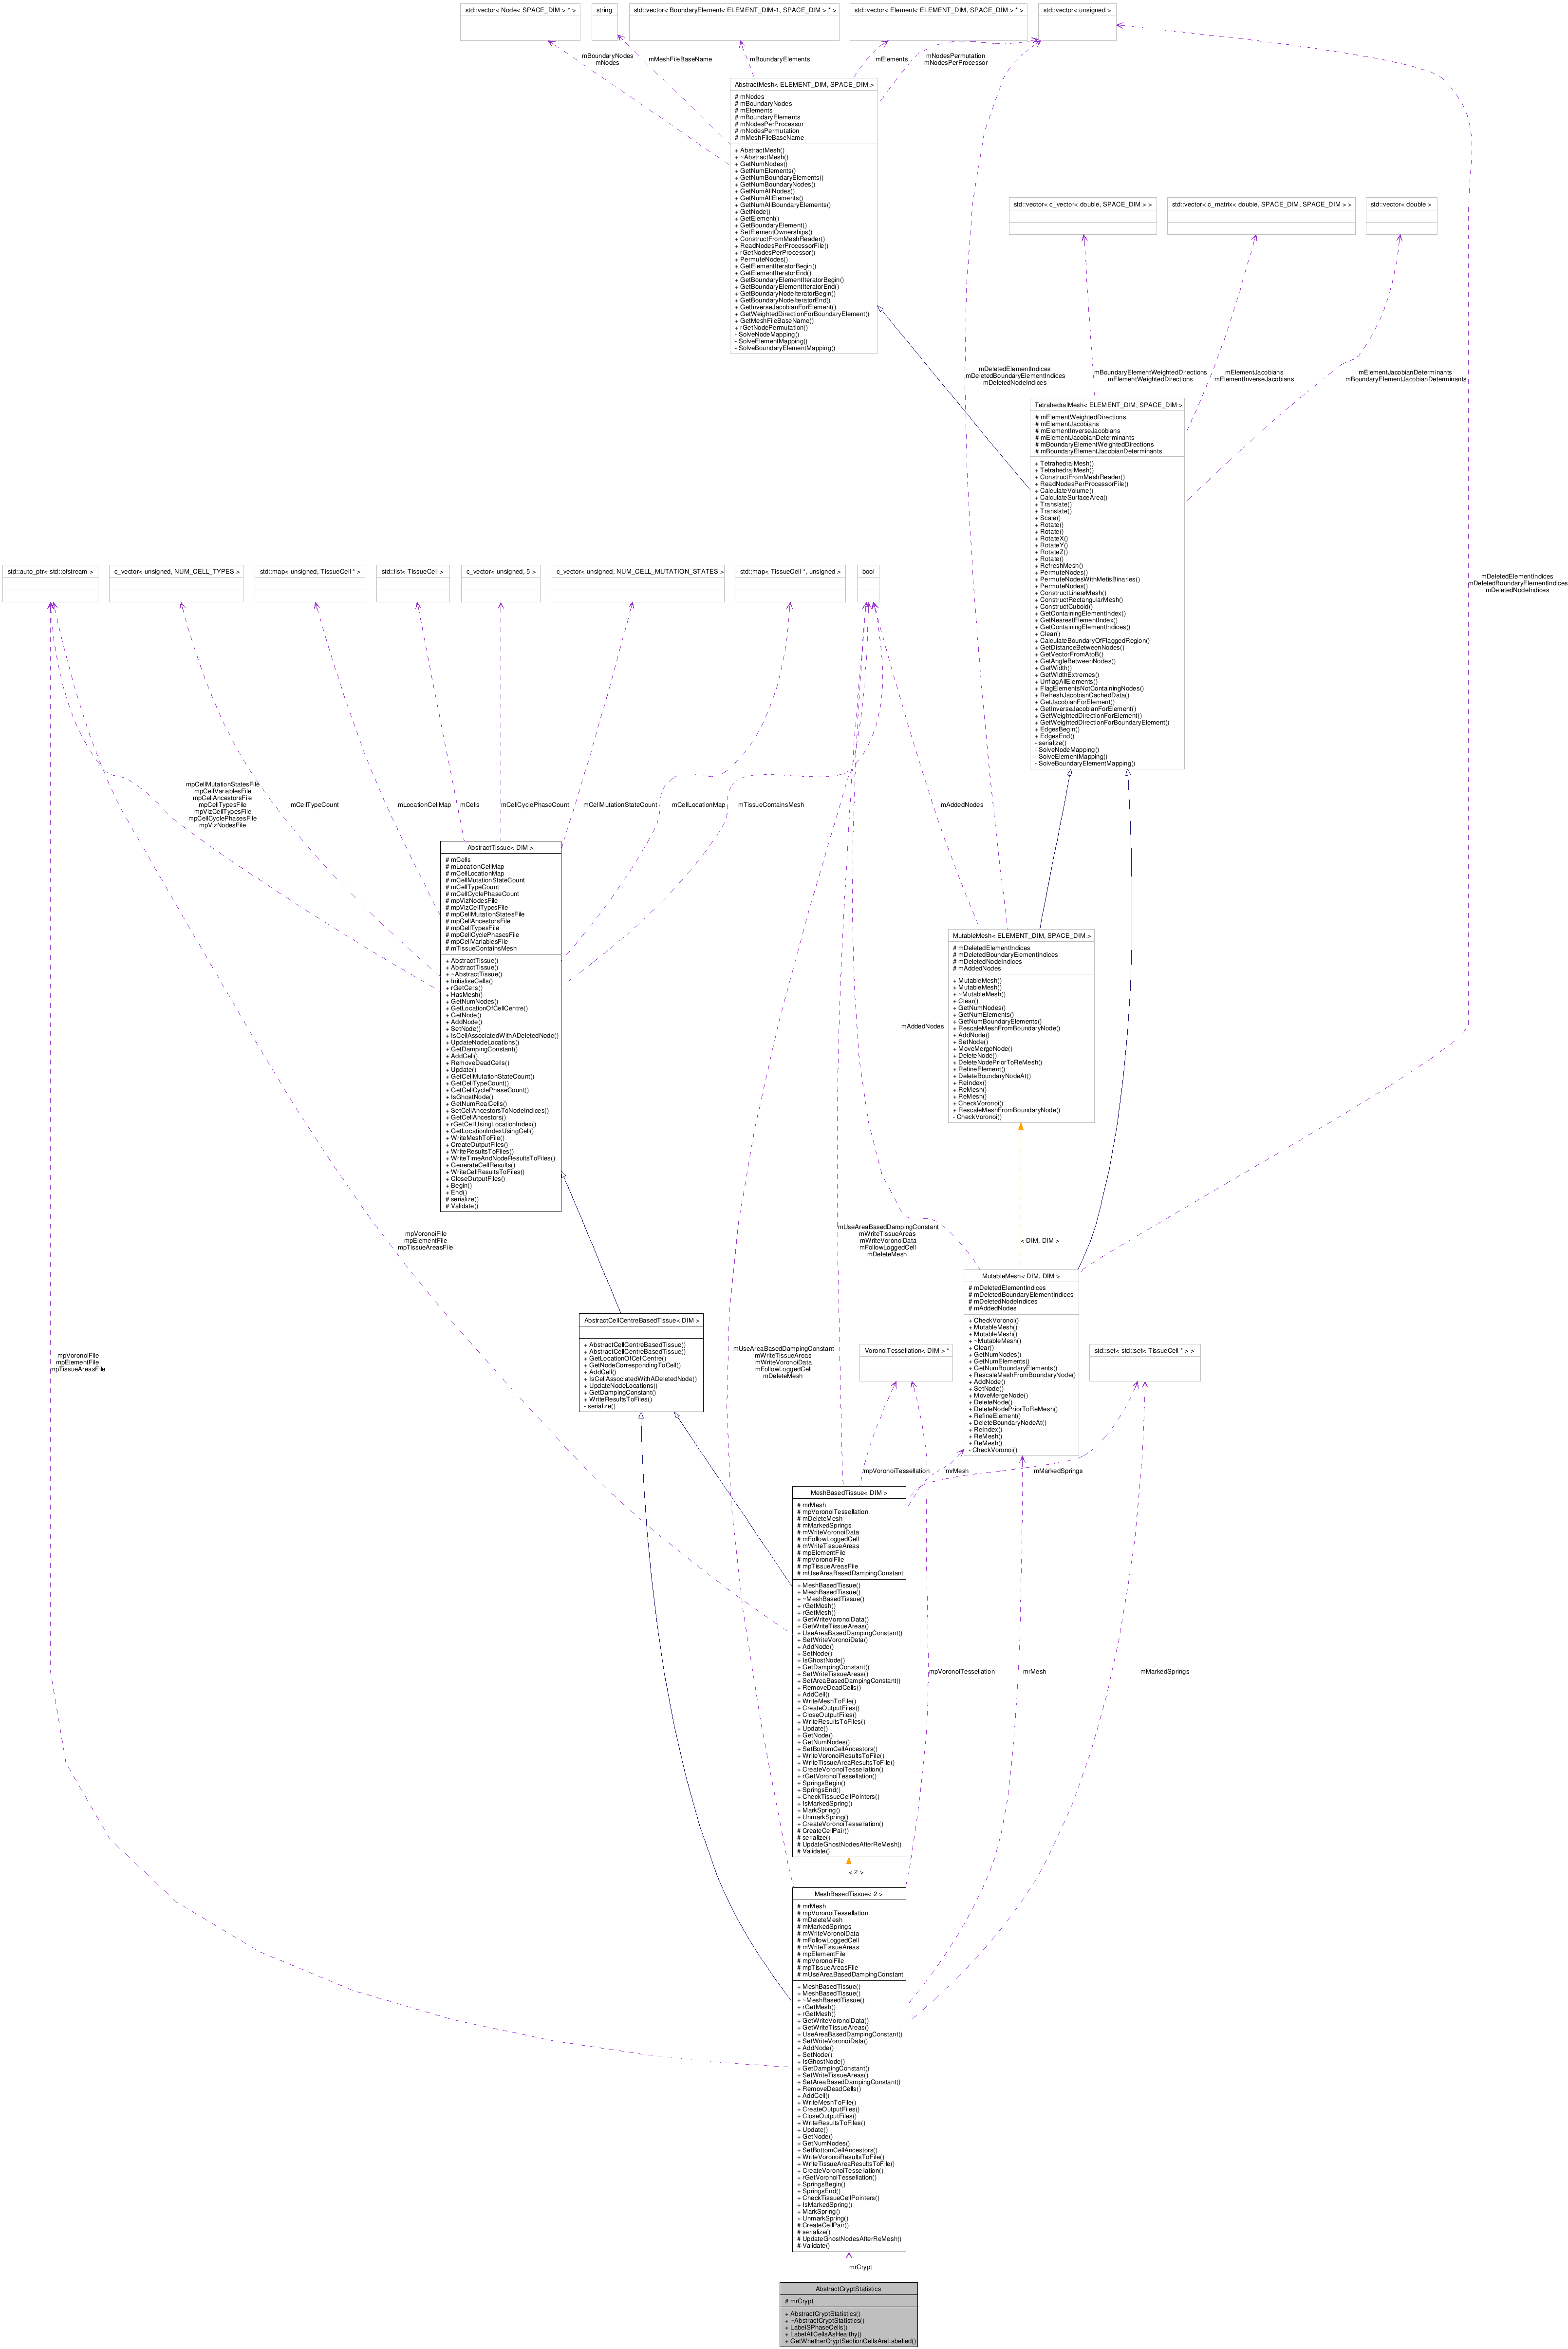 std::vector< Node< SPACE_DIM > * >
string
std::vector< BoundaryElement< ELEMENT_DIM-1, SPACE_DIM > * >
std::vector< Element< ELEMENT_DIM, SPACE_DIM > * >
std::vector< unsigned >
mBoundaryNodes
mNodes
mMeshFileBaseName
mBoundaryElements
mElements
mNodesPermutation
mNodesPerProcessor
AbstractMesh< ELEMENT_DIM, SPACE_DIM >
# mNodes
# mBoundaryNodes
# mElements
# mBoundaryElements
# mNodesPerProcessor
# mNodesPermutation
# mMeshFileBaseName
+ AbstractMesh()
+ ~AbstractMesh()
+ GetNumNodes()
+ GetNumElements()
+ GetNumBoundaryElements()
+ GetNumBoundaryNodes()
+ GetNumAllNodes()
+ GetNumAllElements()
+ GetNumAllBoundaryElements()
+ GetNode()
+ GetElement()
+ GetBoundaryElement()
+ SetElementOwnerships()
+ ConstructFromMeshReader()
+ ReadNodesPerProcessorFile()
+ rGetNodesPerProcessor()
+ PermuteNodes()
+ GetElementIteratorBegin()
+ GetElementIteratorEnd()
+ GetBoundaryElementIteratorBegin()
+ GetBoundaryElementIteratorEnd()
+ GetBoundaryNodeIteratorBegin()
+ GetBoundaryNodeIteratorEnd()
+ GetInverseJacobianForElement()
+ GetWeightedDirectionForBoundaryElement()
+ GetMeshFileBaseName()
+ rGetNodePermutation()
- SolveNodeMapping()
- SolveElementMapping()
- SolveBoundaryElementMapping()
std::vector< c_vector< double, SPACE_DIM > >
std::vector< c_matrix< double, SPACE_DIM, SPACE_DIM > >
std::vector< double >
mDeletedElementIndices
mDeletedBoundaryElementIndices
mDeletedNodeIndices
mBoundaryElementWeightedDirections
mElementWeightedDirections
mElementJacobians
mElementInverseJacobians
mElementJacobianDeterminants
mBoundaryElementJacobianDeterminants
TetrahedralMesh< ELEMENT_DIM, SPACE_DIM >
# mElementWeightedDirections
# mElementJacobians
# mElementInverseJacobians
# mElementJacobianDeterminants
# mBoundaryElementWeightedDirections
# mBoundaryElementJacobianDeterminants
+ TetrahedralMesh()
+ TetrahedralMesh()
+ ConstructFromMeshReader()
+ ReadNodesPerProcessorFile()
+ CalculateVolume()
+ CalculateSurfaceArea()
+ Translate()
+ Translate()
+ Scale()
+ Rotate()
+ Rotate()
+ RotateX()
+ RotateY()
+ RotateZ()
+ Rotate()
+ RefreshMesh()
+ PermuteNodes()
+ PermuteNodesWithMetisBinaries()
+ PermuteNodes()
+ ConstructLinearMesh()
+ ConstructRectangularMesh()
+ ConstructCuboid()
+ GetContainingElementIndex()
+ GetNearestElementIndex()
+ GetContainingElementIndices()
+ Clear()
+ CalculateBoundaryOfFlaggedRegion()
+ GetDistanceBetweenNodes()
+ GetVectorFromAtoB()
+ GetAngleBetweenNodes()
+ GetWidth()
+ GetWidthExtremes()
+ UnflagAllElements()
+ FlagElementsNotContainingNodes()
+ RefreshJacobianCachedData()
+ GetJacobianForElement()
+ GetInverseJacobianForElement()
+ GetWeightedDirectionForElement()
+ GetWeightedDirectionForBoundaryElement()
+ EdgesBegin()
+ EdgesEnd()
- serialize()
- SolveNodeMapping()
- SolveElementMapping()
- SolveBoundaryElementMapping()
std::auto_ptr< std::ofstream >
c_vector< unsigned, NUM_CELL_TYPES >
std::map< unsigned, TissueCell * >
std::list< TissueCell >
c_vector< unsigned, 5 >
c_vector< unsigned, NUM_CELL_MUTATION_STATES >
std::map< TissueCell *, unsigned >
bool
mDeletedElementIndices
mDeletedBoundaryElementIndices
mDeletedNodeIndices
mpCellMutationStatesFile
mpCellVariablesFile
mpCellAncestorsFile
mpCellTypesFile
mpVizCellTypesFile
mpCellCyclePhasesFile
mpVizNodesFile
mCellTypeCount
mLocationCellMap
mCells
mCellCyclePhaseCount
mCellMutationStateCount
mCellLocationMap
mTissueContainsMesh
mAddedNodes
AbstractTissue< DIM >
# mCells
# mLocationCellMap
# mCellLocationMap
# mCellMutationStateCount
# mCellTypeCount
# mCellCyclePhaseCount
# mpVizNodesFile
# mpVizCellTypesFile
# mpCellMutationStatesFile
# mpCellAncestorsFile
# mpCellTypesFile
# mpCellCyclePhasesFile
# mpCellVariablesFile
# mTissueContainsMesh
+ AbstractTissue()
+ AbstractTissue()
+ ~AbstractTissue()
+ InitialiseCells()
+ rGetCells()
+ HasMesh()
+ GetNumNodes()
+ GetLocationOfCellCentre()
+ GetNode()
+ AddNode()
+ SetNode()
+ IsCellAssociatedWithADeletedNode()
+ UpdateNodeLocations()
+ GetDampingConstant()
+ AddCell()
+ RemoveDeadCells()
+ Update()
+ GetCellMutationStateCount()
+ GetCellTypeCount()
+ GetCellCyclePhaseCount()
+ IsGhostNode()
+ GetNumRealCells()
+ SetCellAncestorsToNodeIndices()
+ GetCellAncestors()
+ rGetCellUsingLocationIndex()
+ GetLocationIndexUsingCell()
+ WriteMeshToFile()
+ CreateOutputFiles()
+ WriteResultsToFiles()
+ WriteTimeAndNodeResultsToFiles()
+ GenerateCellResults()
+ WriteCellResultsToFiles()
+ CloseOutputFiles()
+ Begin()
+ End()
# serialize()
# Validate()
MutableMesh< ELEMENT_DIM, SPACE_DIM >
# mDeletedElementIndices
# mDeletedBoundaryElementIndices
# mDeletedNodeIndices
# mAddedNodes
+ MutableMesh()
+ MutableMesh()
+ ~MutableMesh()
+ Clear()
+ GetNumNodes()
+ GetNumElements()
+ GetNumBoundaryElements()
+ RescaleMeshFromBoundaryNode()
+ AddNode()
+ SetNode()
+ MoveMergeNode()
+ DeleteNode()
+ DeleteNodePriorToReMesh()
+ RefineElement()
+ DeleteBoundaryNodeAt()
+ ReIndex()
+ ReMesh()
+ ReMesh()
+ CheckVoronoi()
+ RescaleMeshFromBoundaryNode()
- CheckVoronoi()
mAddedNodes
mpVoronoiFile
mpElementFile
mpTissueAreasFile
mUseAreaBasedDampingConstant
mWriteTissueAreas
mWriteVoronoiData
mFollowLoggedCell
mDeleteMesh
< DIM, DIM >
MutableMesh< DIM, DIM >
# mDeletedElementIndices
# mDeletedBoundaryElementIndices
# mDeletedNodeIndices
# mAddedNodes
+ CheckVoronoi()
+ MutableMesh()
+ MutableMesh()
+ ~MutableMesh()
+ Clear()
+ GetNumNodes()
+ GetNumElements()
+ GetNumBoundaryElements()
+ RescaleMeshFromBoundaryNode()
+ AddNode()
+ SetNode()
+ MoveMergeNode()
+ DeleteNode()
+ DeleteNodePriorToReMesh()
+ RefineElement()
+ DeleteBoundaryNodeAt()
+ ReIndex()
+ ReMesh()
+ ReMesh()
- CheckVoronoi()
AbstractCellCentreBasedTissue< DIM >
+ AbstractCellCentreBasedTissue()
+ AbstractCellCentreBasedTissue()
+ GetLocationOfCellCentre()
+ GetNodeCorrespondingToCell()
+ AddCell()
+ IsCellAssociatedWithADeletedNode()
+ UpdateNodeLocations()
+ GetDampingConstant()
+ WriteResultsToFiles()
- serialize()
mpVoronoiFile
mpElementFile
mpTissueAreasFile
mUseAreaBasedDampingConstant
mWriteTissueAreas
mWriteVoronoiData
mFollowLoggedCell
mDeleteMesh
VoronoiTessellation< DIM > *
std::set< std::set< TissueCell * > >
mpVoronoiTessellation
mrMesh
mMarkedSprings
MeshBasedTissue< DIM >
# mrMesh
# mpVoronoiTessellation
# mDeleteMesh
# mMarkedSprings
# mWriteVoronoiData
# mFollowLoggedCell
# mWriteTissueAreas
# mpElementFile
# mpVoronoiFile
# mpTissueAreasFile
# mUseAreaBasedDampingConstant
+ MeshBasedTissue()
+ MeshBasedTissue()
+ ~MeshBasedTissue()
+ rGetMesh()
+ rGetMesh()
+ GetWriteVoronoiData()
+ GetWriteTissueAreas()
+ UseAreaBasedDampingConstant()
+ SetWriteVoronoiData()
+ AddNode()
+ SetNode()
+ IsGhostNode()
+ GetDampingConstant()
+ SetWriteTissueAreas()
+ SetAreaBasedDampingConstant()
+ RemoveDeadCells()
+ AddCell()
+ WriteMeshToFile()
+ CreateOutputFiles()
+ CloseOutputFiles()
+ WriteResultsToFiles()
+ Update()
+ GetNode()
+ GetNumNodes()
+ SetBottomCellAncestors()
+ WriteVoronoiResultsToFile()
+ WriteTissueAreaResultsToFile()
+ CreateVoronoiTessellation()
+ rGetVoronoiTessellation()
+ SpringsBegin()
+ SpringsEnd()
+ CheckTissueCellPointers()
+ IsMarkedSpring()
+ MarkSpring()
+ UnmarkSpring()
+ CreateVoronoiTessellation()
# CreateCellPair()
# serialize()
# UpdateGhostNodesAfterReMesh()
# Validate()
mpVoronoiTessellation
mrMesh
mMarkedSprings
< 2 >
MeshBasedTissue< 2 >
# mrMesh
# mpVoronoiTessellation
# mDeleteMesh
# mMarkedSprings
# mWriteVoronoiData
# mFollowLoggedCell
# mWriteTissueAreas
# mpElementFile
# mpVoronoiFile
# mpTissueAreasFile
# mUseAreaBasedDampingConstant
+ MeshBasedTissue()
+ MeshBasedTissue()
+ ~MeshBasedTissue()
+ rGetMesh()
+ rGetMesh()
+ GetWriteVoronoiData()
+ GetWriteTissueAreas()
+ UseAreaBasedDampingConstant()
+ SetWriteVoronoiData()
+ AddNode()
+ SetNode()
+ IsGhostNode()
+ GetDampingConstant()
+ SetWriteTissueAreas()
+ SetAreaBasedDampingConstant()
+ RemoveDeadCells()
+ AddCell()
+ WriteMeshToFile()
+ CreateOutputFiles()
+ CloseOutputFiles()
+ WriteResultsToFiles()
+ Update()
+ GetNode()
+ GetNumNodes()
+ SetBottomCellAncestors()
+ WriteVoronoiResultsToFile()
+ WriteTissueAreaResultsToFile()
+ CreateVoronoiTessellation()
+ rGetVoronoiTessellation()
+ SpringsBegin()
+ SpringsEnd()
+ CheckTissueCellPointers()
+ IsMarkedSpring()
+ MarkSpring()
+ UnmarkSpring()
# CreateCellPair()
# serialize()
# UpdateGhostNodesAfterReMesh()
# Validate()
mrCrypt
AbstractCryptStatistics
# mrCrypt
+ AbstractCryptStatistics()
+ ~AbstractCryptStatistics()
+ LabelSPhaseCells()
+ LabelAllCellsAsHealthy()
+ GetWhetherCryptSectionCellsAreLabelled()